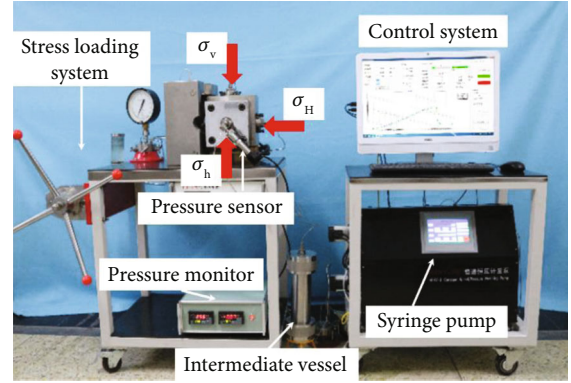 Stress loading
system
σv
Control system
σH
σh
Pressure sensor
Pressure monitor
Syringe pump
Intermediate vessel